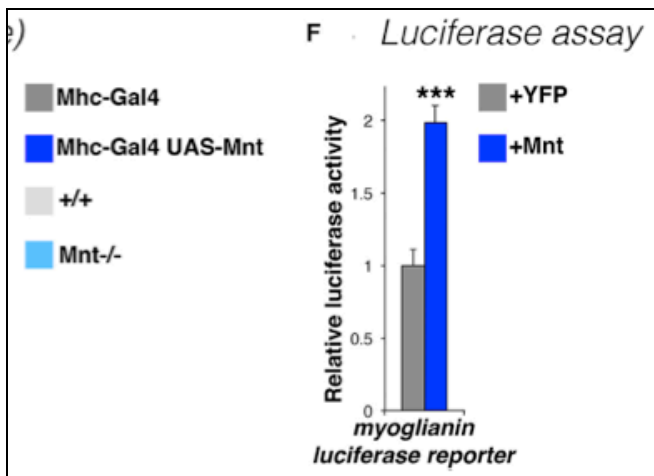 e)
Mhc-Gal4
Mhc-Gal4 UAS-Mnt
+/+
Mnt-/-
F
Luciferase assay
***
+YFP
+Mnt
Relative luciferase activity
2
1.5
1
0.5
0
myoglianin
luciferase reporter